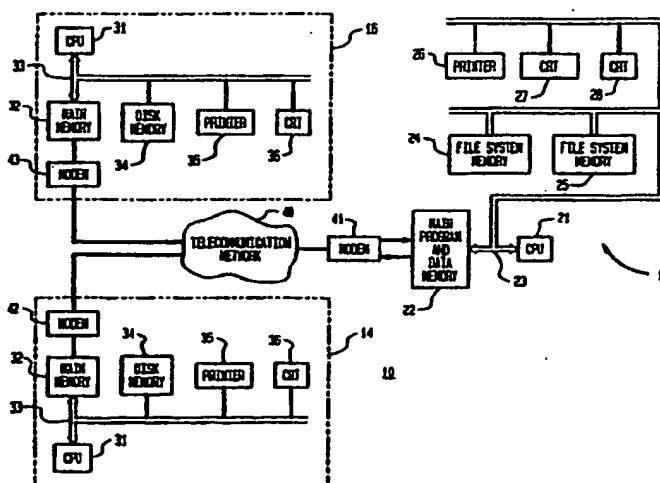 CPU
31
16
33
32
MAIN
MEMORY
DISK
MEMORY
34
PRINTER
35
CRT
36
43
MODEM
26
PRINTER
CRT
27
CRT
28
24
FILE SYSTEM
MEMORY
FILE SYSTEM
MEMORY
25
40
TELECOMMUNICATION
NETWORK
41
MODEM
MAIN
PROGRAM
AND
DATA
MEMORY
22
23
21
CPU
42
MODEM
14
32
MAIN
MEMORY
34
DISK
MEMORY
35
PRINTER
36
CRT
10
33
31
CPU